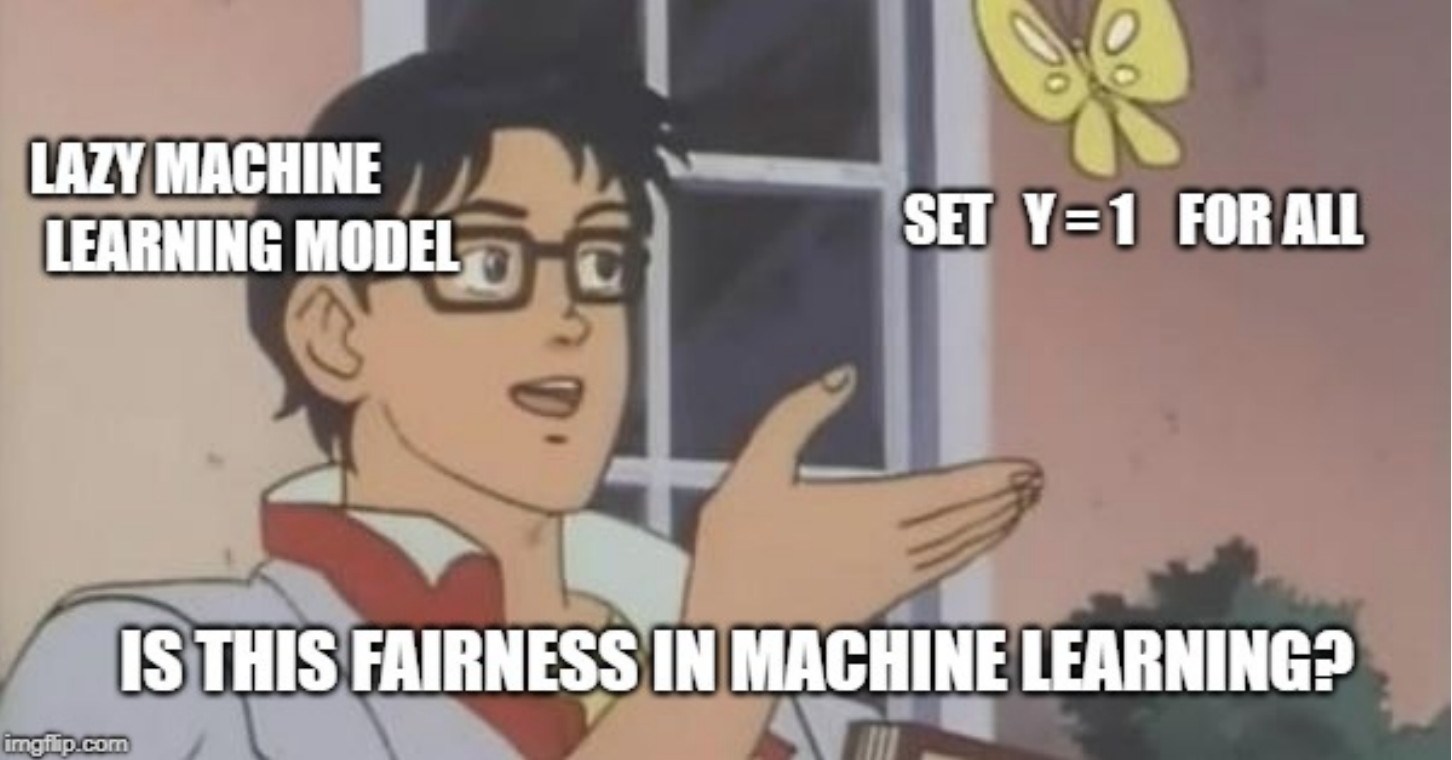 LAZY MACHINE
LEARNING MODEL
SET Y = 1 FOR ALL
IS THIS FAIRNESS IN MACHINE LEARNING?
imgflip.com